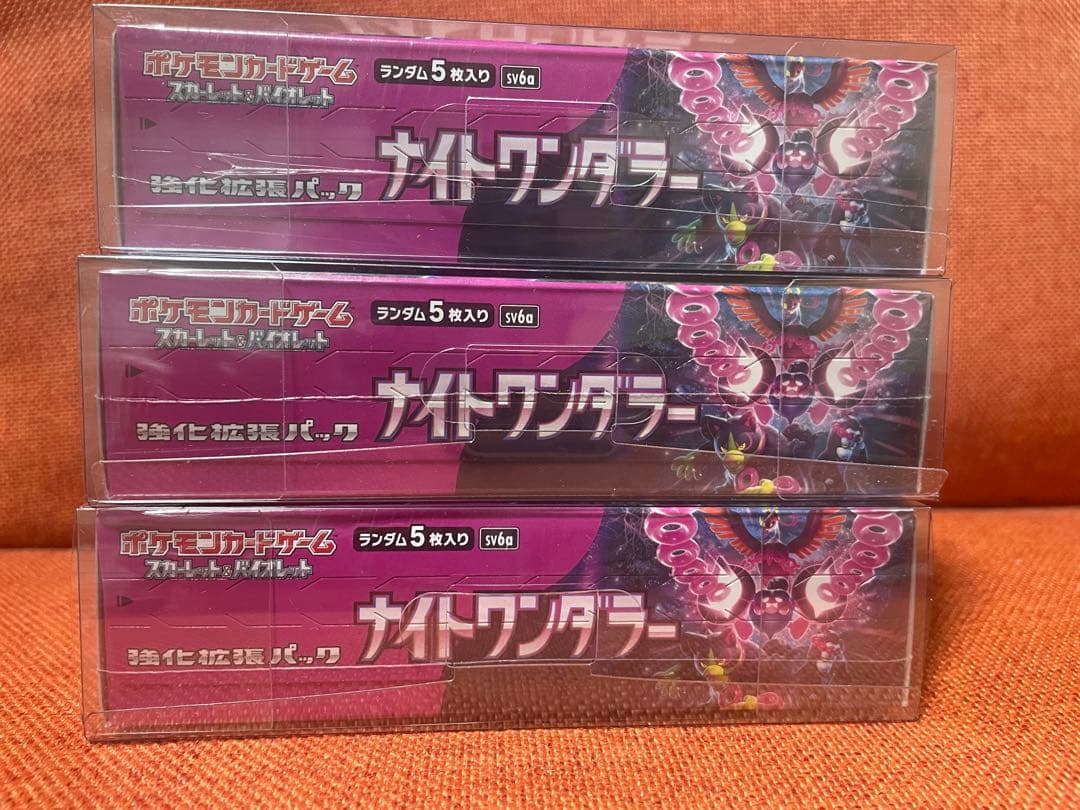 ポケモンカードゲーム
スカーレット&バイオレット
ランダム5枚入り
sv6a
強化拡張パック
ナイトワンダラー
ポケモンカードゲーム
スカーレット&バイオレット
ランダム5枚入り
sv6a
強化拡張パック
ナイトワンダラー
ポケモンカードゲーム
スカーレット&バイオレット
ランダム5枚入り
sv6a
強化拡張パック
ナイトワンダラー